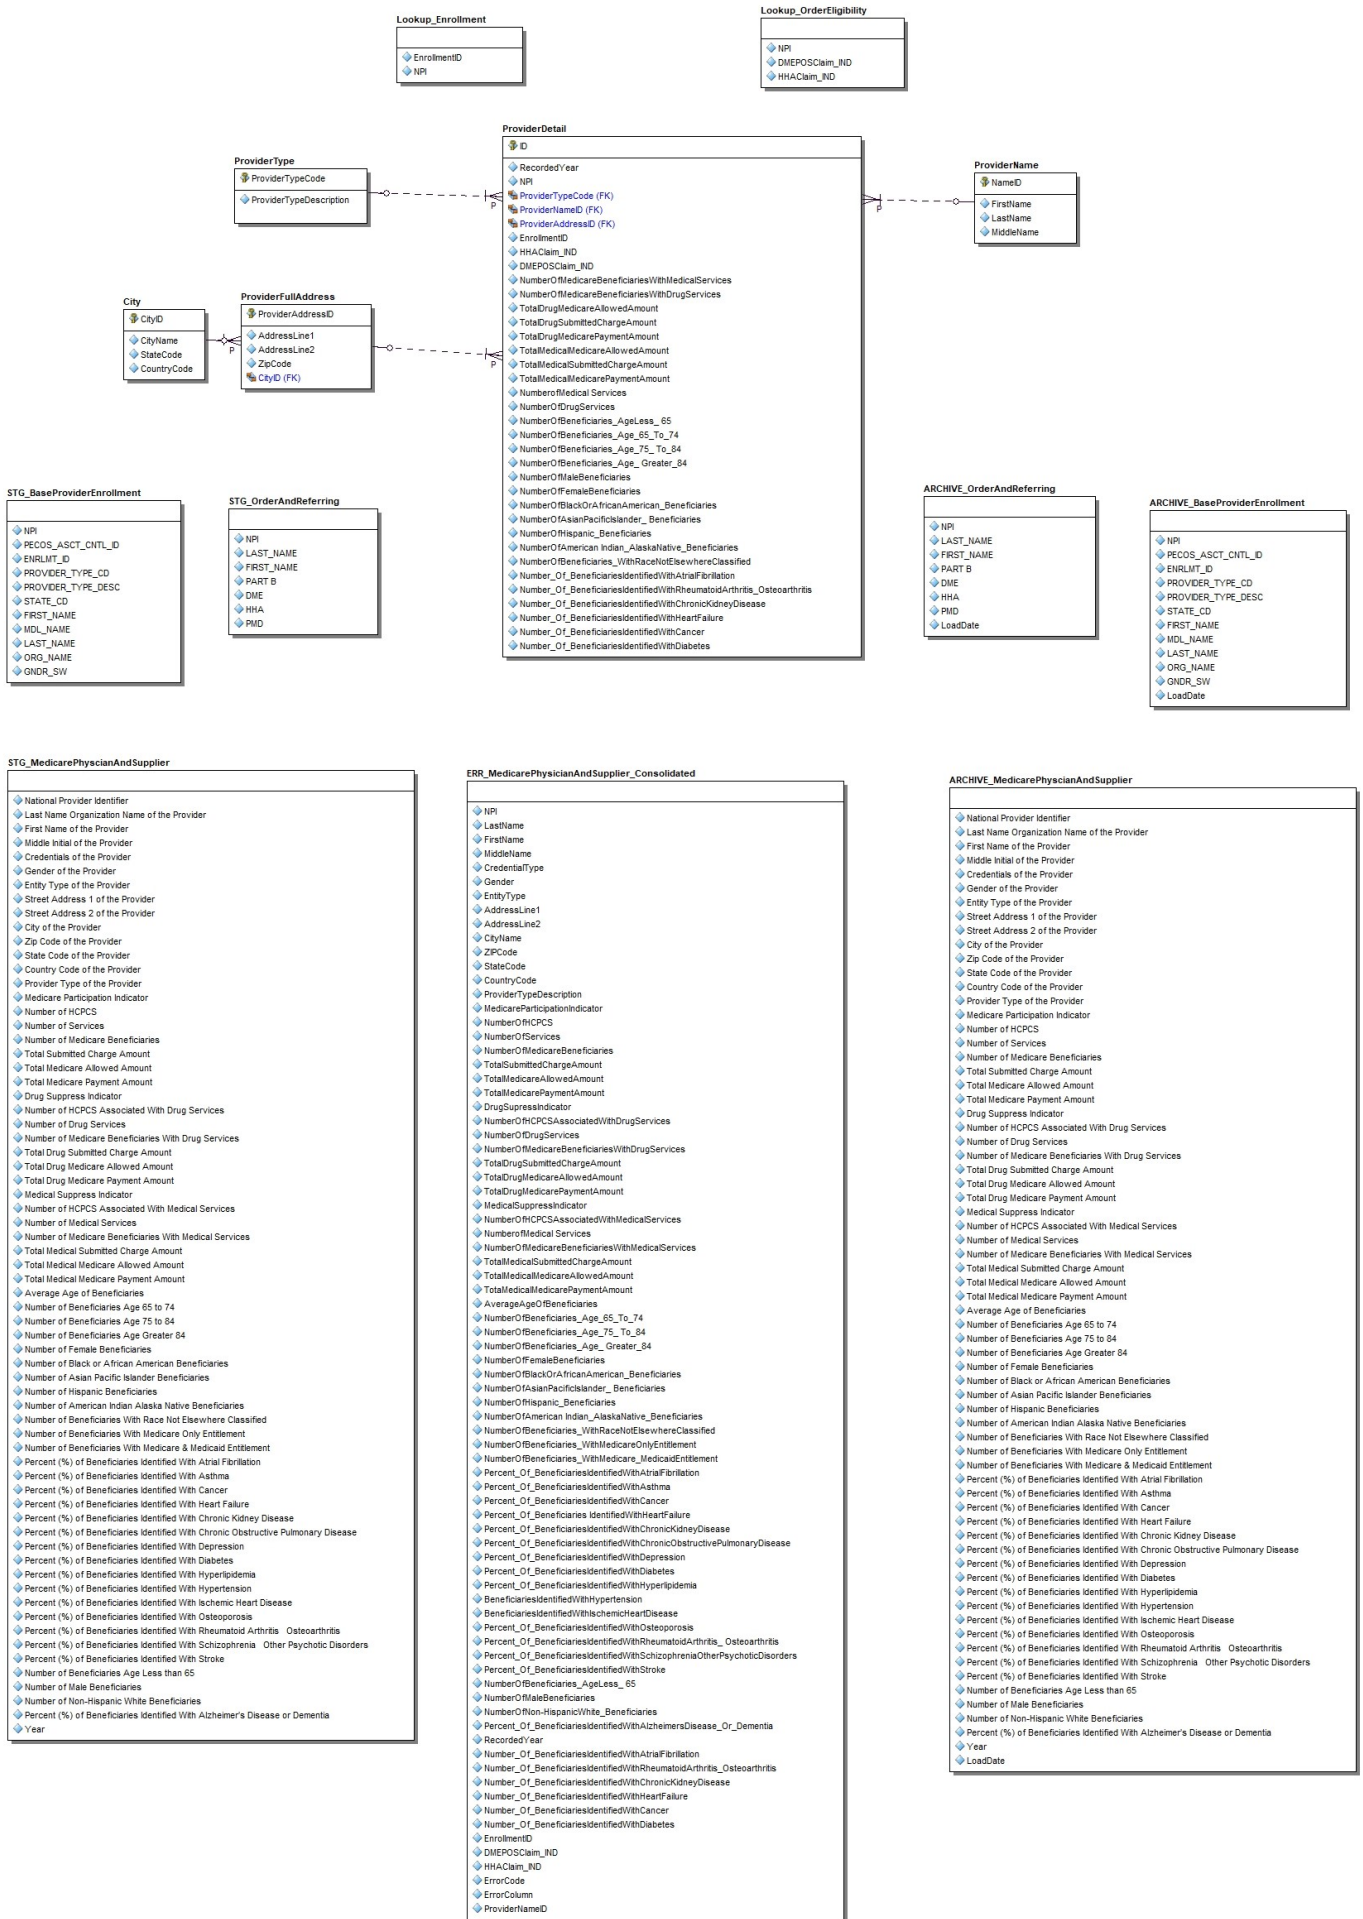 Lookup_Enrollment
EnrollmentID
NPI
Lookup_OrderEligibility
NPI
DMEPOSClaim_IND
HHAClaim_IND
ProviderType
ProviderTypeCode
ProviderTypeDescription
ProviderDetail
ID
RecordedYear
NPI
ProviderTypeCode (FK)
ProviderNameID (FK)
ProviderAddressID (FK)
EnrollmentID
HHAClaim_IND
DMEPOSClaim_IND
NumberOfMedicareBeneficiariesWithMedicalServices
NumberOfMedicareBeneficiariesWithDrugServices
TotalDrugMedicareAllowedAmount
TotalDrugSubmittedChargeAmount
TotalDrugMedicarePaymentAmount
TotalMedicalMedicareAllowedAmount
TotalMedicalSubmittedChargeAmount
TotalMedicalMedicarePaymentAmount
NumberofMedical Services
NumberOfDrugServices
NumberOfBeneficiaries_AgeLess_ 65
NumberOfBeneficiaries_Age_65_To_74
NumberOfBeneficiaries_Age_75_ To_84
NumberOfBeneficiaries_Age_ Greater_84
NumberOfMaleBeneficiaries
NumberOfFemaleBeneficiaries
NumberOfBlackOrAfricanAmerican_Beneficiaries
NumberOfAsianPacificIslander_ Beneficiaries
NumberOfHispanic_Beneficiaries
NumberOfAmerican Indian_AlaskaNative_Beneficiaries
NumberOfBeneficiaries_WithRaceNotElsewhereClassified
Number_Of_BeneficiariesIdentifiedWithAtrialFibrillation
Number_Of_BeneficiariesIdentifiedWithRheumatoidArthritis_Osteoarthritis
Number_Of_BeneficiariesIdentifiedWithChronicKidneyDisease
Number_Of_BeneficiariesIdentifiedWithHeartFailure
Number_Of_BeneficiariesIdentifiedWithCancer
Number_Of_BeneficiariesIdentifiedWithDiabetes
P
P
P
P
ProviderName
NameID
FirstName
LastName
MiddleName
City
CityID
CityName
StateCode
CountryCode
ProviderFullAddress
ProviderAddressID
AddressLine1
AddressLine2
ZipCode
CityID (FK)
STG_BaseProviderEnrollment
NPI
PECOS_ASCT_CNTL_ID
ENRLMT_ID
PROVIDER_TYPE_CD
PROVIDER_TYPE_DESC
STATE_CD
FIRST_NAME
MDL_NAME
LAST_NAME
ORG_NAME
GNDR_SW
STG_OrderAndReferring
NPI
LAST_NAME
FIRST_NAME
PART B
DME
HHA
PMD
ARCHIVE_OrderAndReferring
NPI
LAST_NAME
FIRST_NAME
PART B
DME
HHA
PMD
LoadDate
ARCHIVE_BaseProviderEnrollment
NPI
PECOS_ASCT_CNTL_ID
ENRLMT_ID
PROVIDER_TYPE_CD
PROVIDER_TYPE_DESC
STATE_CD
FIRST_NAME
MDL_NAME
LAST_NAME
ORG_NAME
GNDR_SW
LoadDate
STG_MedicarePhyscianAndSupplier
National Provider Identifier
Last Name Organization Name of the Provider
First Name of the Provider
Middle Initial of the Provider
Credentials of the Provider
Gender of the Provider
Entity Type of the Provider
Street Address 1 of the Provider
Street Address 2 of the Provider
City of the Provider
Zip Code of the Provider
State Code of the Provider
Country Code of the Provider
Provider Type of the Provider
Medicare Participation Indicator
Number of HCPCS
Number of Services
Number of Medicare Beneficiaries
Total Submitted Charge Amount
Total Medicare Allowed Amount
Total Medicare Payment Amount
Drug Suppress Indicator
Number of HCPCS Associated With Drug Services
Number of Drug Services
Number of Medicare Beneficiaries With Drug Services
Total Drug Submitted Charge Amount
Total Drug Medicare Allowed Amount
Total Drug Medicare Payment Amount
Medical Suppress Indicator
Number of HCPCS Associated With Medical Services
Number of Medical Services
Number of Medicare Beneficiaries With Medical Services
Total Medical Submitted Charge Amount
Total Medical Medicare Allowed Amount
Total Medical Medicare Payment Amount
Average Age of Beneficiaries
Number of Beneficiaries Age 65 to 74
Number of Beneficiaries Age 75 to 84
Number of Beneficiaries Age Greater 84
Number of Female Beneficiaries
Number of Black or African American Beneficiaries
Number of Asian Pacific Islander Beneficiaries
Number of Hispanic Beneficiaries
Number of American Indian Alaska Native Beneficiaries
Number of Beneficiaries With Race Not Elsewhere Classified
Number of Beneficiaries With Medicare Only Entitlement
Number of Beneficiaries With Medicare & Medicaid Entitlement
Percent (%) of Beneficiaries Identified With Atrial Fibrillation
Percent (%) of Beneficiaries Identified With Asthma
Percent (%) of Beneficiaries Identified With Cancer
Percent (%) of Beneficiaries Identified With Heart Failure
Percent (%) of Beneficiaries Identified With Chronic Kidney Disease
Percent (%) of Beneficiaries Identified With Chronic Obstructive Pulmonary Disease
Percent (%) of Beneficiaries Identified With Depression
Percent (%) of Beneficiaries Identified With Diabetes
Percent (%) of Beneficiaries Identified With Hyperlipidemia
Percent (%) of Beneficiaries Identified With Hypertension
Percent (%) of Beneficiaries Identified With Ischemic Heart Disease
Percent (%) of Beneficiaries Identified With Osteoporosis
Percent (%) of Beneficiaries Identified With Rheumatoid Arthritis   Osteoarthritis
Percent (%) of Beneficiaries Identified With Schizophrenia   Other Psychotic Disorders
Percent (%) of Beneficiaries Identified With Stroke
Number of Beneficiaries Age Less than 65
Number of Male Beneficiaries
Number of Non-Hispanic White Beneficiaries
Percent (%) of Beneficiaries Identified With Alzheimer's Disease or Dementia
Year
ERR_MedicarePhysicianAndSupplier_Consolidated
NPI
LastName
FirstName
MiddleName
CredentialType
Gender
EntityType
AddressLine1
AddressLine2
CityName
ZIPCode
StateCode
CountryCode
ProviderTypeDescription
MedicareParticipationIndicator
NumberOfHCPCS
NumberOfServices
NumberOfMedicareBeneficiaries
TotalSubmittedChargeAmount
TotalMedicareAllowedAmount
TotalMedicarePaymentAmount
DrugSupressIndicator
NumberOfHCPCSAssociatedWithDrugServices
NumberOfDrugServices
NumberOfMedicareBeneficiariesWithDrugServices
TotalDrugSubmittedChargeAmount
TotalDrugMedicareAllowedAmount
TotalDrugMedicarePaymentAmount
MedicalSuppressIndicator
NumberOfHCPCSAssociatedWithMedicalServices
NumberofMedical Services
NumberOfMedicareBeneficiariesWithMedicalServices
TotalMedicalSubmittedChargeAmount
TotalMedicalMedicareAllowedAmount
TotaMedicalMedicarePaymentAmount
AverageAgeOfBeneficiaries
NumberOfBeneficiaries_Age_65_To_74
NumberOfBeneficiaries_Age_75_ To_84
NumberOfBeneficiaries_Age_ Greater_84
NumberOfFemaleBeneficiaries
NumberOfBlackOrAfricanAmerican_Beneficiaries
NumberOfAsianPacificIslander_ Beneficiaries
NumberOfHispanic_Beneficiaries
NumberOfAmerican Indian_AlaskaNative_Beneficiaries
NumberOfBeneficiaries_WithRaceNotElsewhereClassified
NumberOfBeneficiaries_WithMedicareOnlyEntitlement
NumberOfBeneficiaries_WithMedicare_MedicaidEntitlement
Percent_Of_BeneficiariesIdentifiedWithAtrialFibrillation
Percent_Of_BeneficiariesIdentifiedWithAsthma
Percent_Of_BeneficiariesIdentifiedWithCancer
Percent_Of_Beneficiaries IdentifiedWithHeartFailure
Percent_Of_BeneficiariesIdentifiedWithChronicKidneyDisease
Percent_Of_BeneficiariesIdentifiedWithChronicObstructivePulmonaryDisease
Percent_Of_BeneficiariesIdentifiedWithDepression
Percent_Of_BeneficiariesIdentifiedWithDiabetes
Percent_Of_BeneficiariesIdentifiedWithHyperlipidemia
BeneficiariesIdentifiedWithHypertension
BeneficiariesIdentifiedWithIschemicHeartDisease
Percent_Of_BeneficiariesIdentifiedWithOsteoporosis
Percent_Of_BeneficiariesIdentifiedWithRheumatoidArthritis_ Osteoarthritis
Percent_Of_BeneficiariesIdentifiedWithSchizophreniaOtherPsychoticDisorders
Percent_Of_BeneficiariesIdentifiedWithStroke
NumberOfBeneficiaries_AgeLess_ 65
NumberOfMaleBeneficiaries
NumberOfNon-HispanicWhite_Beneficiaries
Percent_Of_BeneficiariesIdentifiedWithAlzheimersDisease_Or_Dementia
RecordedYear
Number_Of_BeneficiariesIdentifiedWithAtrialFibrillation
Number_Of_BeneficiariesIdentifiedWithRheumatoidArthritis_Osteoarthritis
Number_Of_BeneficiariesIdentifiedWithChronicKidneyDisease
Number_Of_BeneficiariesIdentifiedWithHeartFailure
Number_Of_BeneficiariesIdentifiedWithCancer
Number_Of_BeneficiariesIdentifiedWithDiabetes
EnrollmentID
DMEPOSClaim_IND
HHAClaim_IND
ErrorCode
ErrorColumn
ProviderNameID
ARCHIVE_MedicarePhyscianAndSupplier
National Provider Identifier
Last Name Organization Name of the Provider
First Name of the Provider
Middle Initial of the Provider
Credentials of the Provider
Gender of the Provider
Entity Type of the Provider
Street Address 1 of the Provider
Street Address 2 of the Provider
City of the Provider
Zip Code of the Provider
State Code of the Provider
Country Code of the Provider
Provider Type of the Provider
Medicare Participation Indicator
Number of HCPCS
Number of Services
Number of Medicare Beneficiaries
Total Submitted Charge Amount
Total Medicare Allowed Amount
Total Medicare Payment Amount
Drug Suppress Indicator
Number of HCPCS Associated With Drug Services
Number of Drug Services
Number of Medicare Beneficiaries With Drug Services
Total Drug Submitted Charge Amount
Total Drug Medicare Allowed Amount
Total Drug Medicare Payment Amount
Medical Suppress Indicator
Number of HCPCS Associated With Medical Services
Number of Medical Services
Number of Medicare Beneficiaries With Medical Services
Total Medical Submitted Charge Amount
Total Medical Medicare Allowed Amount
Total Medical Medicare Payment Amount
Average Age of Beneficiaries
Number of Beneficiaries Age 65 to 74
Number of Beneficiaries Age 75 to 84
Number of Beneficiaries Age Greater 84
Number of Female Beneficiaries
Number of Black or African American Beneficiaries
Number of Asian Pacific Islander Beneficiaries
Number of Hispanic Beneficiaries
Number of American Indian Alaska Native Beneficiaries
Number of Beneficiaries With Race Not Elsewhere Classified
Number of Beneficiaries With Medicare Only Entitlement
Number of Beneficiaries With Medicare & Medicaid Entitlement
Percent (%) of Beneficiaries Identified With Atrial Fibrillation
Percent (%) of Beneficiaries Identified With Asthma
Percent (%) of Beneficiaries Identified With Cancer
Percent (%) of Beneficiaries Identified With Heart Failure
Percent (%) of Beneficiaries Identified With Chronic Kidney Disease
Percent (%) of Beneficiaries Identified With Chronic Obstructive Pulmonary Disease
Percent (%) of Beneficiaries Identified With Depression
Percent (%) of Beneficiaries Identified With Diabetes
Percent (%) of Beneficiaries Identified With Hyperlipidemia
Percent (%) of Beneficiaries Identified With Hypertension
Percent (%) of Beneficiaries Identified With Ischemic Heart Disease
Percent (%) of Beneficiaries Identified With Osteoporosis
Percent (%) of Beneficiaries Identified With Rheumatoid Arthritis   Osteoarthritis
Percent (%) of Beneficiaries Identified With Schizophrenia   Other Psychotic Disorders
Percent (%) of Beneficiaries Identified With Stroke
Number of Beneficiaries Age Less than 65
Number of Male Beneficiaries
Number of Non-Hispanic White Beneficiaries
Percent (%) of Beneficiaries Identified With Alzheimer's Disease or Dementia
Year
LoadDate